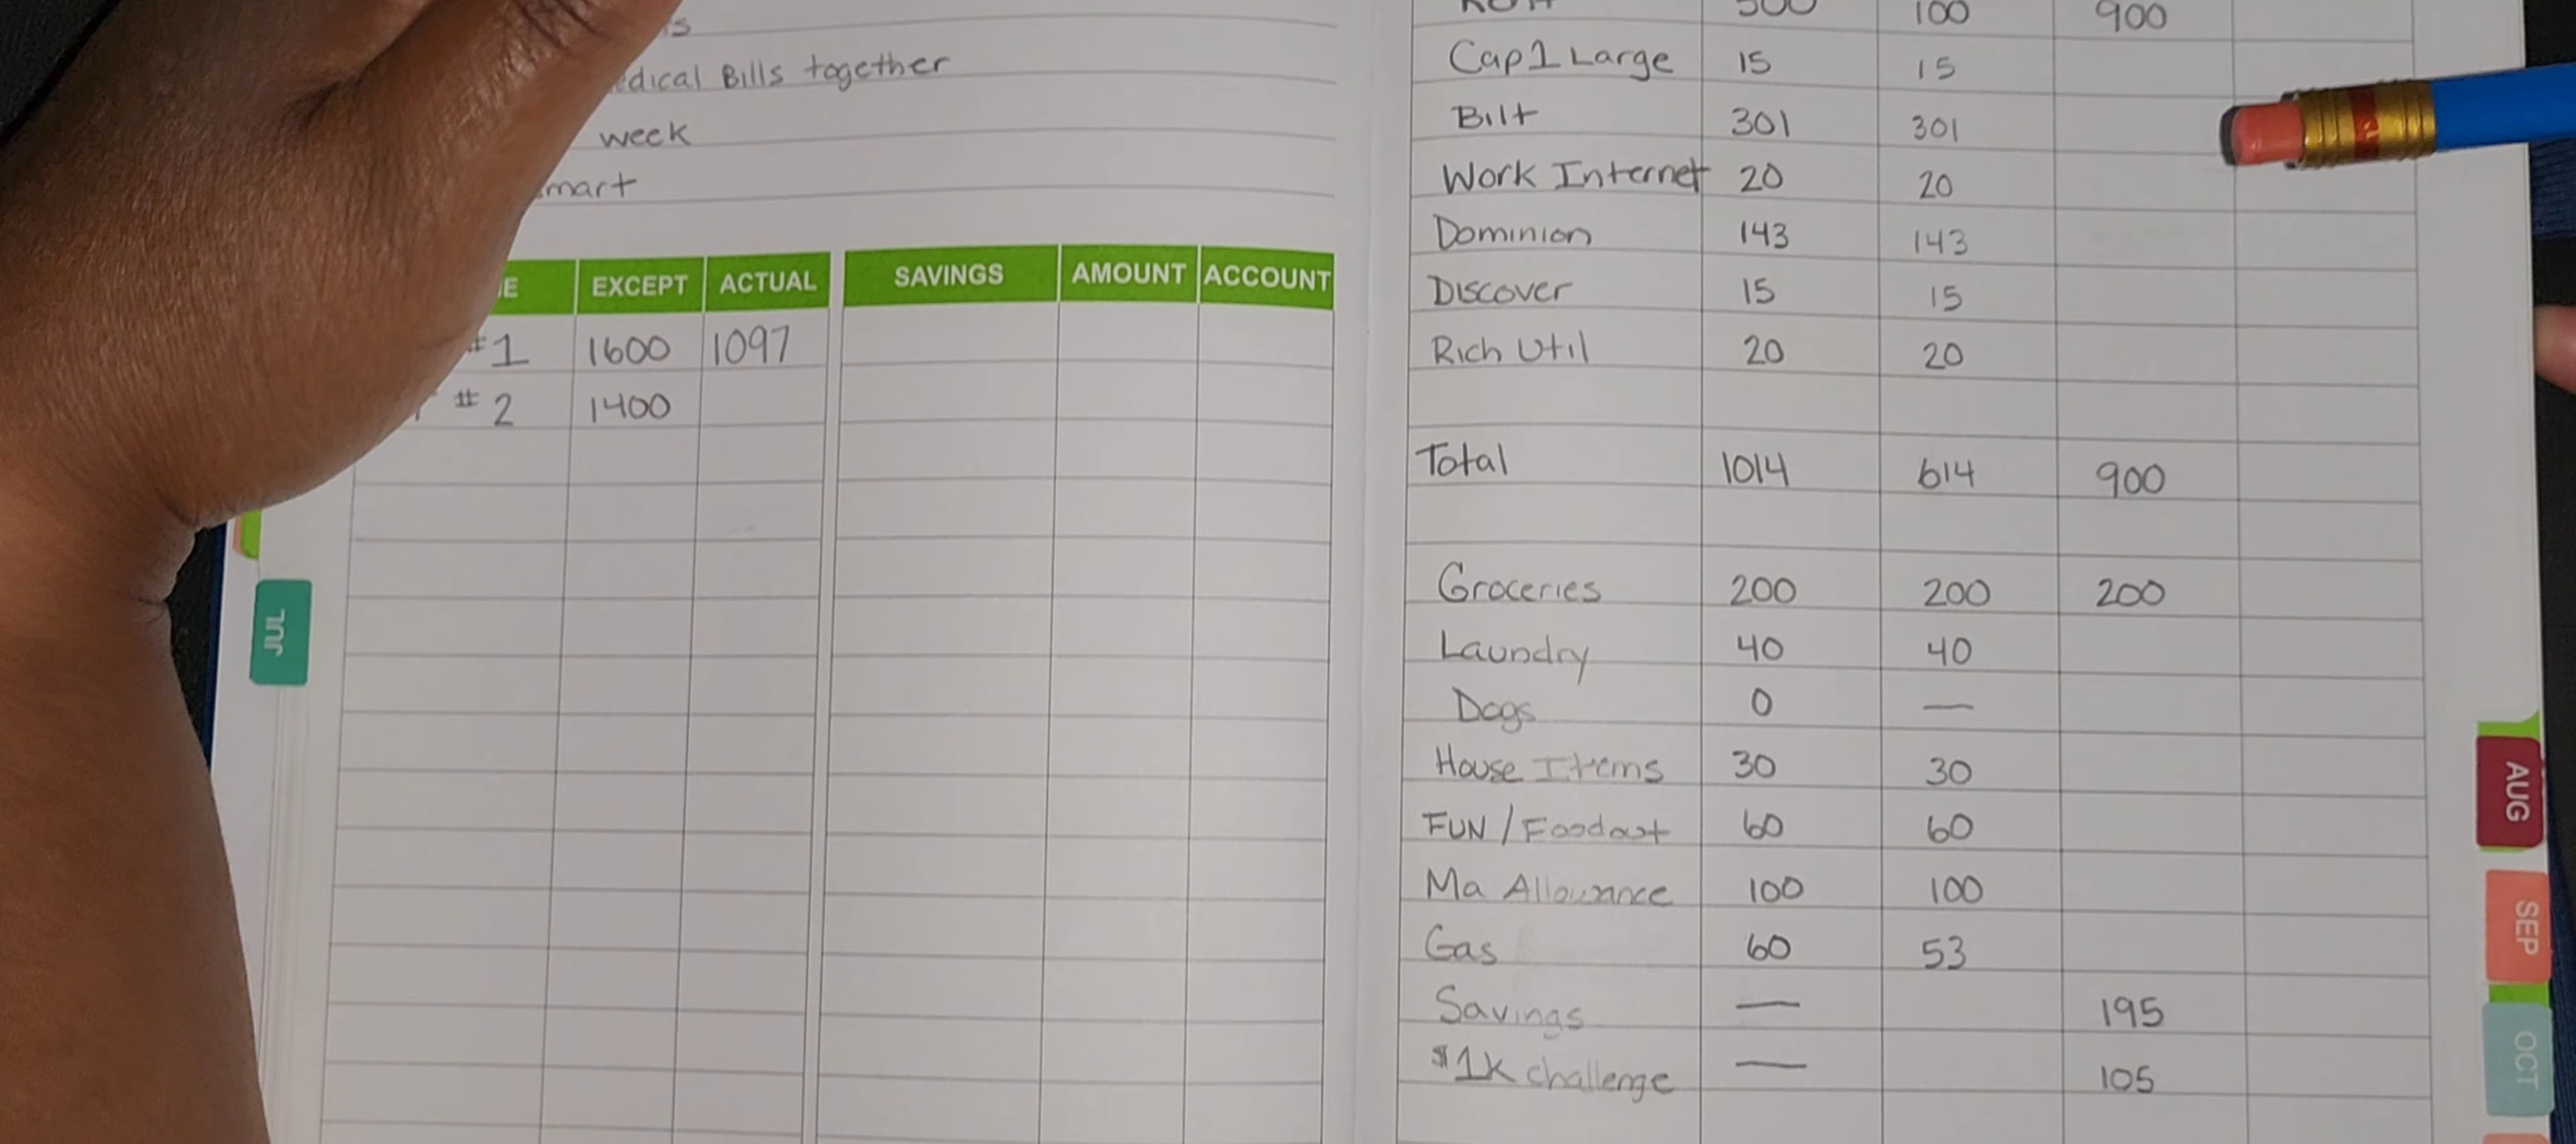 edical Bills together
week
mart
EXCEPT ACTUAL
#1 1600 1097
#2 1400
SAVINGS AMOUNT ACCOUNT
100 900
Cap1 Large 15 15
Bilt 301 301
Work Internet 20 20
Dominion 143 143
Discover 15 15
Rich Util 20 20
Total 1014 614 900
Groceries 200 200 200
Laundry 40 40
Dogs 0 —
House Items 30 30
FUN / Foodout 60 60
Ma Allowance 100 100
Gas 60 53
Savings — 195
$1K challenge — 105
JUL
AUG
SEP
OCT